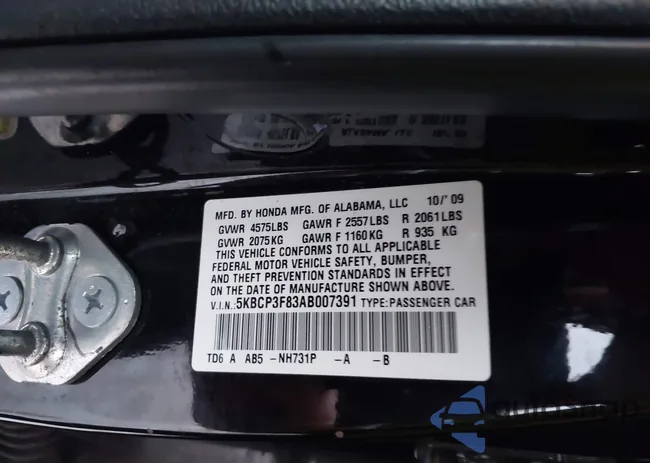 MFD. BY HONDA MFG. OF ALABAMA, LLC 10/'09
GVWR 4575LBS GAWR F 2557LBS R 2061LBS
GVWR 2075KG GAWR F 1160KG R 935 KG
THIS VEHICLE CONFORMS TO ALL APPLICABLE
FEDERAL MOTOR VEHICLE SAFETY, BUMPER,
AND THEFT PREVENTION STANDARDS IN EFFECT
ON THE DATE OF MANUFACTURE SHOWN ABOVE.
V.I.N.:5KBCP3F83AB007391 TYPE:PASSENGER CAR
TD6 A AB5 -NH731P -A -B
autosnap